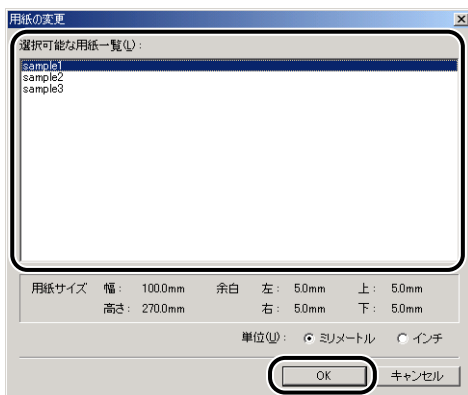 用紙の変更
選択可能な用紙一覧(L):
sample1
sample2
sample3
用紙サイズ 幅: 100.0mm 余白 左: 5.0mm 上: 5.0mm
高さ: 270.0mm 右: 5.0mm 下: 5.0mm
単位(U): ミリメートル インチ
OK キャンセル